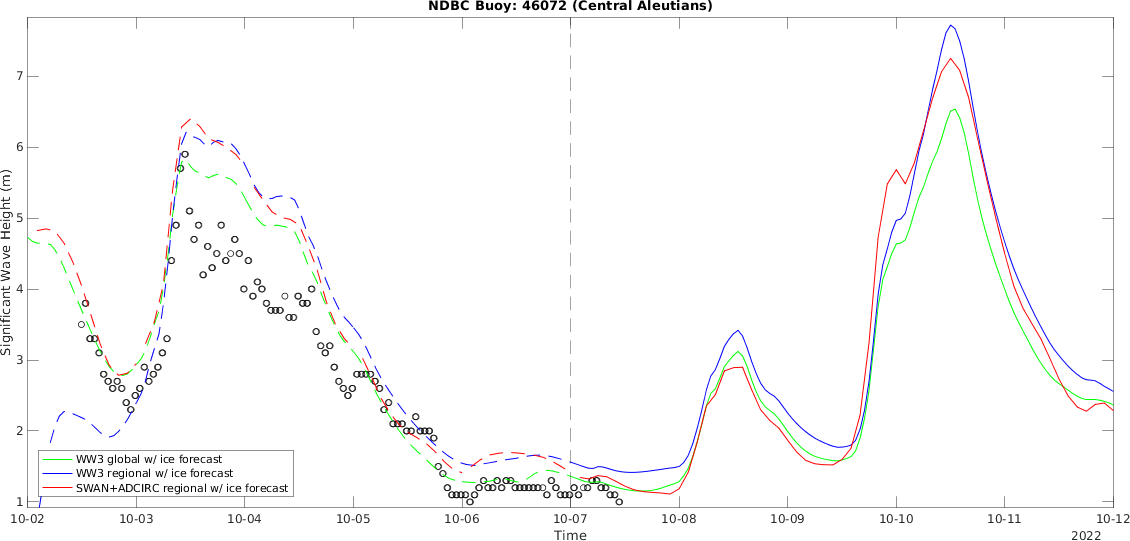 NDBC Buoy: 46072 (Central Aleutians)
Significant Wave Height (m)
7
6
5
4
3
2
1
WW3 global w/ ice forecast
WW3 regional w/ ice forecast
SWAN+ADCIRC regional w/ ice forecast
10-02 10-03 10-04 10-05 10-06 10-07 10-08 10-09 10-10 10-11 10-12
Time
2022